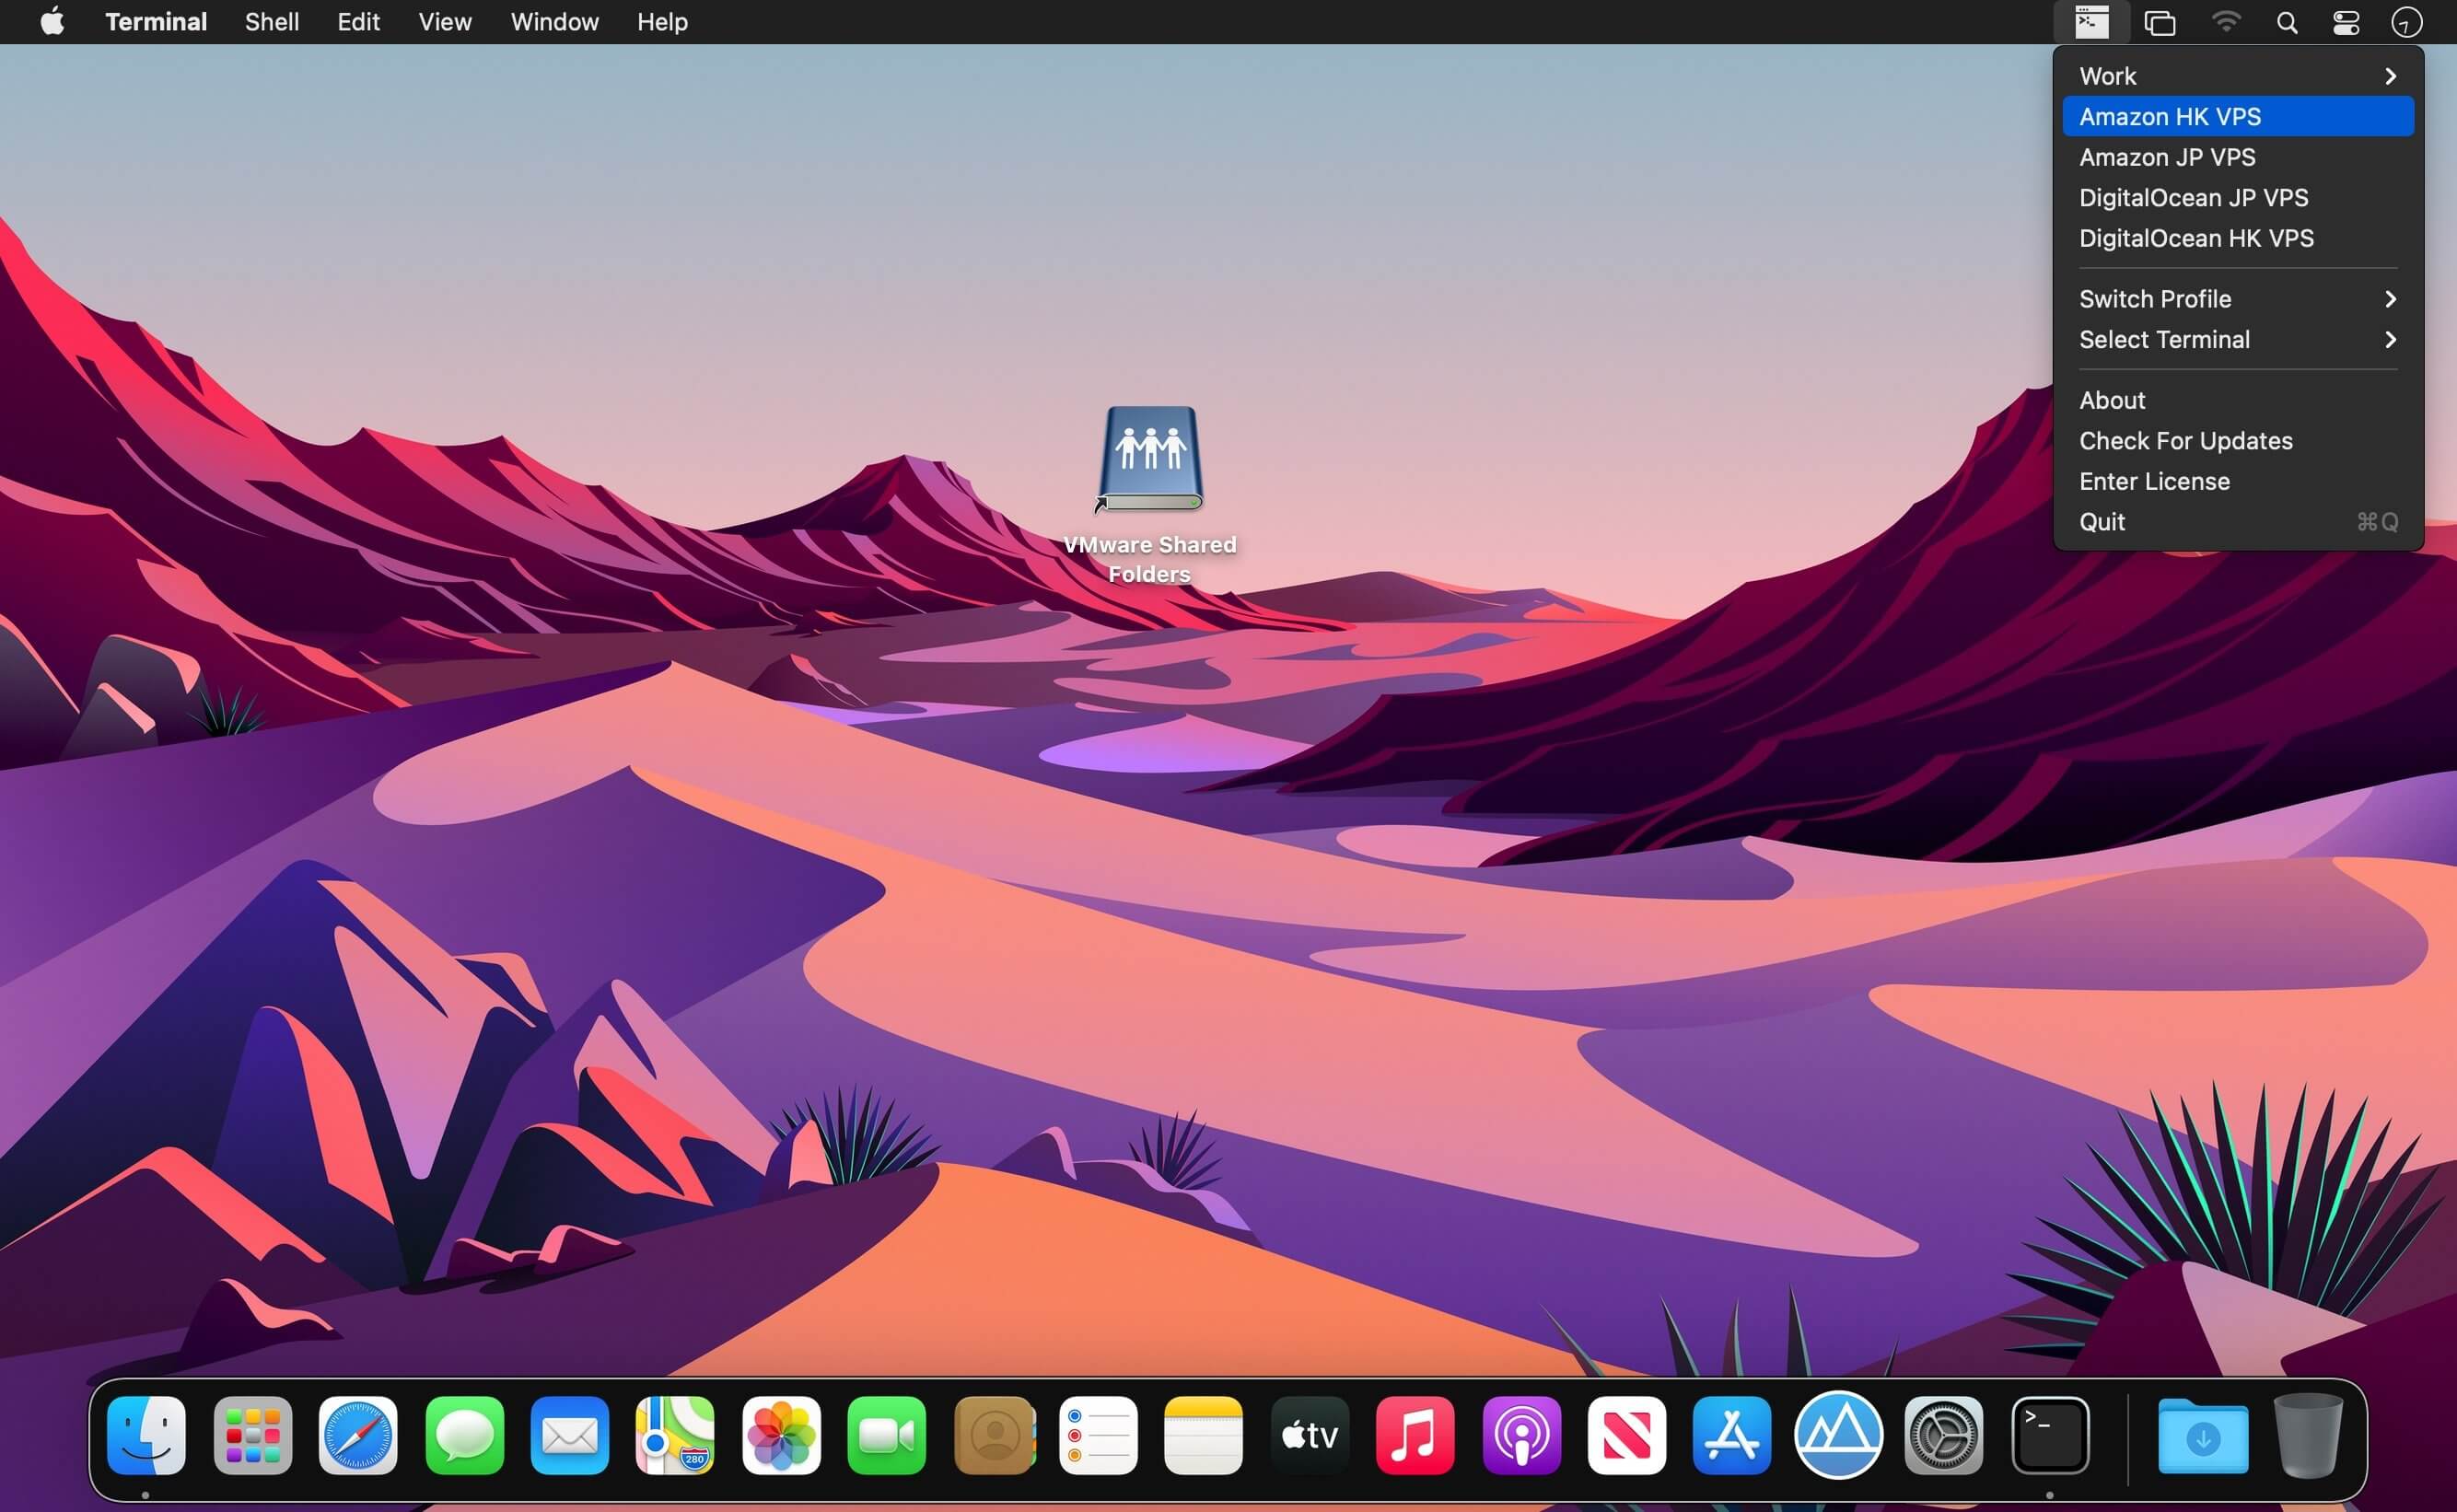 Terminal Shell Edit View Window Help
Work
Amazon HK VPS
Amazon JP VPS
DigitalOcean JP VPS
DigitalOcean HK VPS
Switch Profile
Select Terminal
About
Check For Updates
Enter License
Quit ⌘Q
VMware Shared
Folders
280
tv
>_